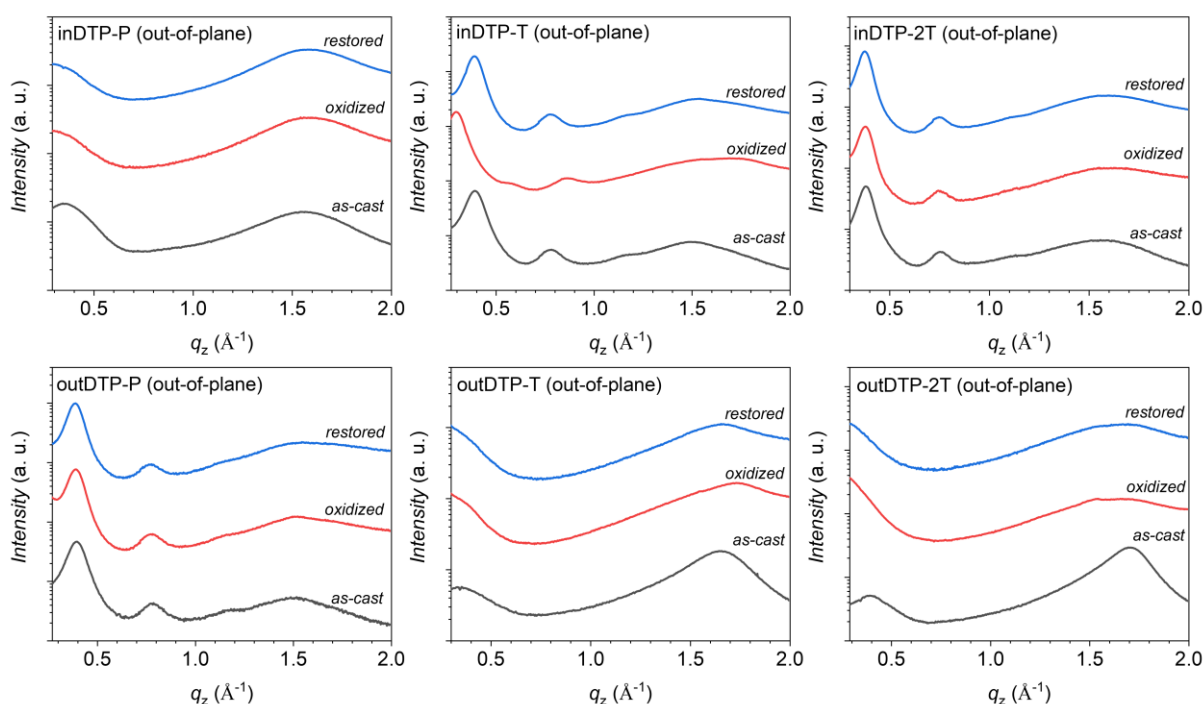 inDTP-P (out-of-plane)
restored
oxidized
as-cast
Intensity (a. u.)
0.5 1.0 1.5 2.0
qz (Å-1)
inDTP-T (out-of-plane)
restored
oxidized
as-cast
Intensity (a. u.)
0.5 1.0 1.5 2.0
qz (Å-1)
inDTP-2T (out-of-plane)
restored
oxidized
as-cast
Intensity (a. u.)
0.5 1.0 1.5 2.0
qz (Å-1)
outDTP-P (out-of-plane)
restored
oxidized
as-cast
Intensity (a. u.)
0.5 1.0 1.5 2.0
qz (Å-1)
outDTP-T (out-of-plane)
restored
oxidized
as-cast
Intensity (a. u.)
0.5 1.0 1.5 2.0
qz (Å-1)
outDTP-2T (out-of-plane)
restored
oxidized
as-cast
Intensity (a. u.)
0.5 1.0 1.5 2.0
qz (Å-1)